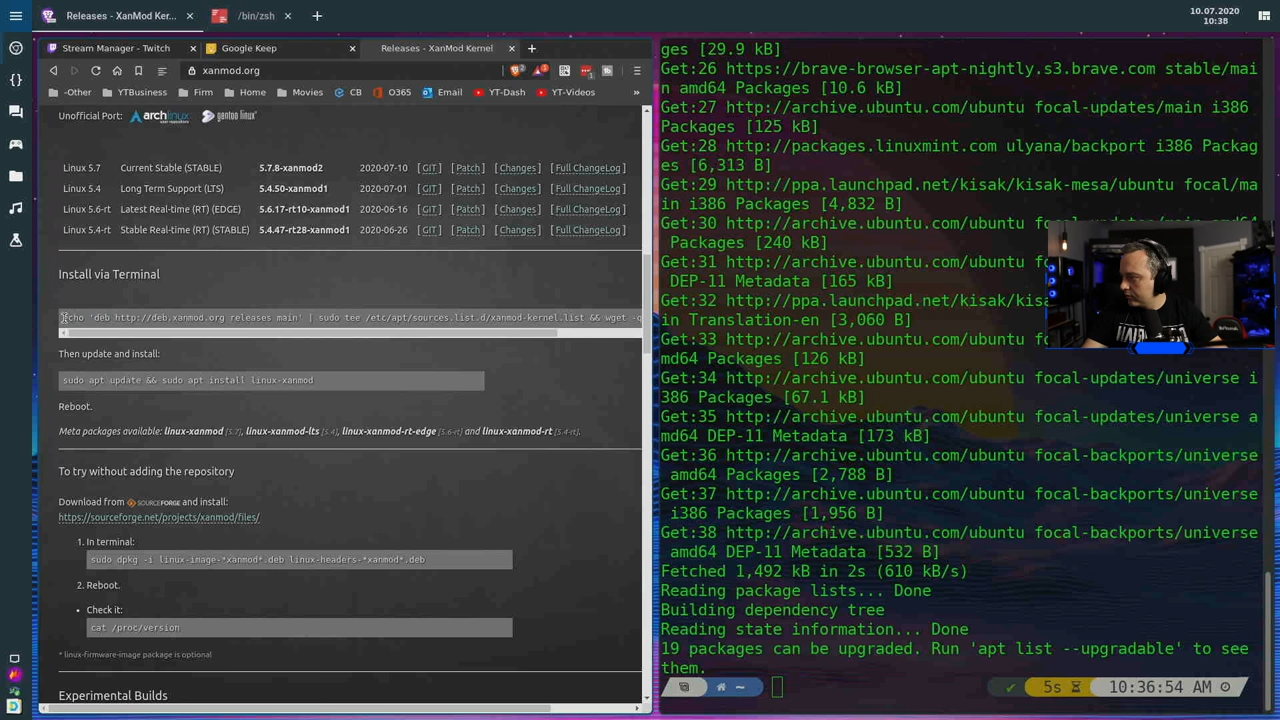 Releases - XanMod Ker...
/bin/zsh
10.07.2020
10:38
Stream Manager - Twitch
Google Keep
Releases - XanMod Kernel
xanmod.org
-Other
YTBusiness
Firm
Home
Movies
CB
O365
Email
YT-Dash
YT-Videos
Unofficial Port: archlinux gentoo linux
Linux 5.7 Current Stable (STABLE) 5.7.8-xanmod2 2020-07-10 [ GIT ] [ Patch ] [ Changes ] [ Full ChangeLog ]
Linux 5.4 Long Term Support (LTS) 5.4.50-xanmod1 2020-07-01 [ GIT ] [ Patch ] [ Changes ] [ Full ChangeLog ]
Linux 5.6-rt Latest Real-time (RT) (EDGE) 5.6.17-rt10-xanmod1 2020-06-16 [ GIT ] [ Patch ] [ Changes ] [ Full ChangeLog ]
Linux 5.4-rt Stable Real-time (RT) (STABLE) 5.4.47-rt28-xanmod1 2020-06-26 [ GIT ] [ Patch ] [ Changes ] [ Full ChangeLog ]
Install via Terminal
echo 'deb http://deb.xanmod.org releases main' | sudo tee /etc/apt/sources.list.d/xanmod-kernel.list && wget -q
Then update and install:
sudo apt update && sudo apt install linux-xanmod
Reboot.
Meta packages available: linux-xanmod [5.7], linux-xanmod-lts [5.4], linux-xanmod-rt-edge [5.6-rt] and linux-xanmod-rt [5.4-rt].
To try without adding the repository
Download from SOURCEFORGE and install:
https://sourceforge.net/projects/xanmod/files/
1. In terminal:
sudo dpkg -i linux-image-*xanmod*.deb linux-headers-*xanmod*.deb
2. Reboot.
• Check it:
cat /proc/version
* linux-firmware-image package is optional
Experimental Builds
ges [29.9 kB]
Get:26 https://brave-browser-apt-nightly.s3.brave.com stable/mai
n amd64 Packages [10.6 kB]
Get:27 http://archive.ubuntu.com/ubuntu focal-updates/main i386
Packages [125 kB]
Get:28 http://packages.linuxmint.com ulyana/backport i386 Packag
es [6,313 B]
Get:29 http://ppa.launchpad.net/kisak/kisak-mesa/ubuntu focal/ma
in i386 Packages [4,832 B]
Get:30 http://archive.ubuntu.com/ubuntu focal-updates/main amd64
Packages [240 kB]
Get:31 http://archive.ubuntu.com/ubuntu
DEP-11 Metadata [165 kB]
Get:32 http://ppa.launchpad.net/kisak/kisa
in Translation-en [3,060 B]
Get:33 http://archive.ubuntu.com/ubuntu fo
md64 Packages [126 kB]
Get:34 http://archive.ubuntu.com/ubuntu focal-updates/universe i
386 Packages [67.1 kB]
Get:35 http://archive.ubuntu.com/ubuntu focal-updates/universe a
md64 DEP-11 Metadata [173 kB]
Get:36 http://archive.ubuntu.com/ubuntu focal-backports/universe
amd64 Packages [2,788 B]
Get:37 http://archive.ubuntu.com/ubuntu focal-backports/universe
i386 Packages [1,956 B]
Get:38 http://archive.ubuntu.com/ubuntu focal-backports/universe
amd64 DEP-11 Metadata [532 B]
Fetched 1,492 kB in 2s (610 kB/s)
Reading package lists... Done
Building dependency tree
Reading state information... Done
19 packages can be upgraded. Run 'apt list --upgradable' to see
them.
~
5s
10:36:54 AM